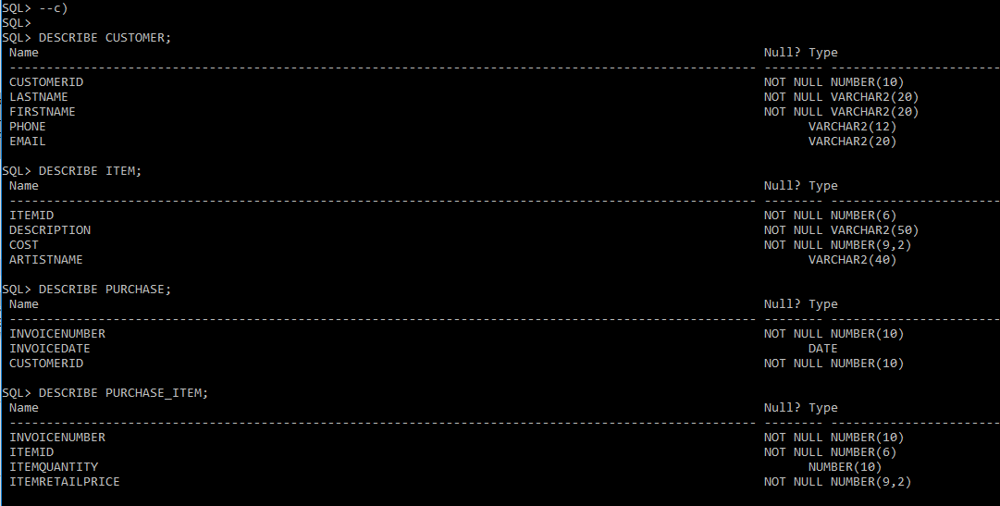 SQL> --c)
SQL>
SQL> DESCRIBE CUSTOMER;
Name Null? Type
----------------------------------------------------------------------------------------------------- -------- -----------------------
CUSTOMERID NOT NULL NUMBER(10)
LASTNAME NOT NULL VARCHAR2(20)
FIRSTNAME NOT NULL VARCHAR2(20)
PHONE VARCHAR2(12)
EMAIL VARCHAR2(20)
SQL> DESCRIBE ITEM;
Name Null? Type
----------------------------------------------------------------------------------------------------- -------- -----------------------
ITEMID NOT NULL NUMBER(6)
DESCRIPTION NOT NULL VARCHAR2(50)
COST NOT NULL NUMBER(9,2)
ARTISTNAME VARCHAR2(40)
SQL> DESCRIBE PURCHASE;
Name Null? Type
----------------------------------------------------------------------------------------------------- -------- -----------------------
INVOICENUMBER NOT NULL NUMBER(10)
INVOICEDATE DATE
CUSTOMERID NOT NULL NUMBER(10)
SQL> DESCRIBE PURCHASE_ITEM;
Name Null? Type
----------------------------------------------------------------------------------------------------- -------- -----------------------
INVOICENUMBER NOT NULL NUMBER(10)
ITEMID NOT NULL NUMBER(6)
ITEMQUANTITY NUMBER(10)
ITEMRETAILPRICE NOT NULL NUMBER(9,2)